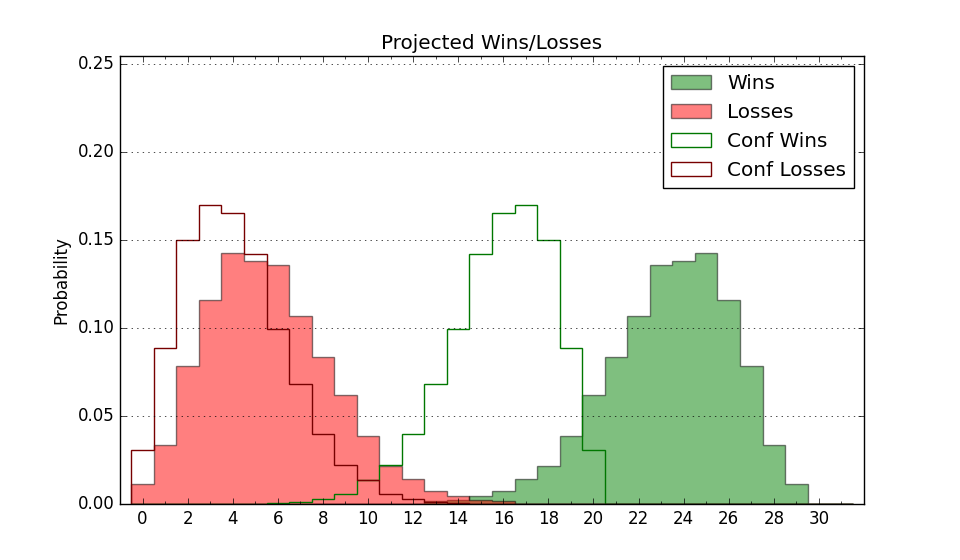 Projected Wins/Losses
0.25
0.20
0.15
0.10
0.05
0.00
Probability
Wins
Losses
Conf Wins
Conf Losses
0 2 4 6 8 10 12 14 16 18 20 22 24 26 28 30